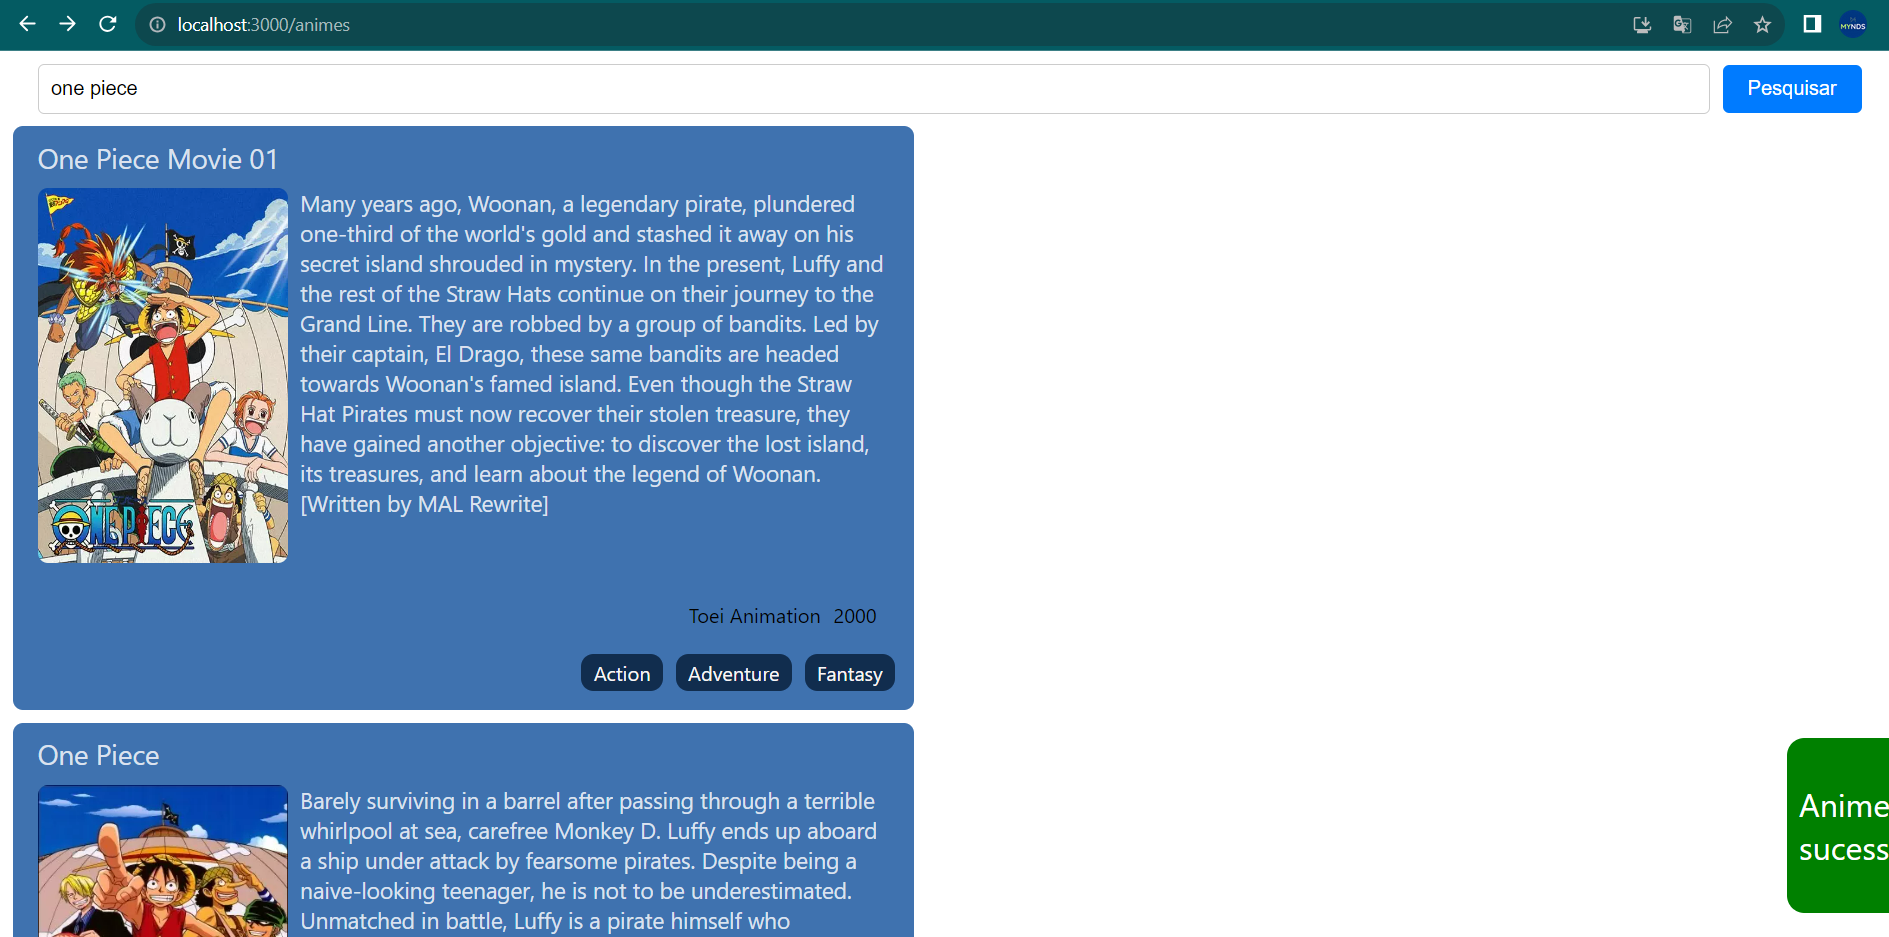 localhost:3000/animes
MYNDS
one piece
Pesquisar
One Piece Movie 01
Many years ago, Woonan, a legendary pirate, plundered
one-third of the world's gold and stashed it away on his
secret island shrouded in mystery. In the present, Luffy and
the rest of the Straw Hats continue on their journey to the
Grand Line. They are robbed by a group of bandits. Led by
their captain, El Drago, these same bandits are headed
towards Woonan's famed island. Even though the Straw
Hat Pirates must now recover their stolen treasure, they
have gained another objective: to discover the lost island,
its treasures, and learn about the legend of Woonan.
[Written by MAL Rewrite]
ONE PIECE
Toei Animation 2000
Action Adventure Fantasy
One Piece
Barely surviving in a barrel after passing through a terrible
whirlpool at sea, carefree Monkey D. Luffy ends up aboard
a ship under attack by fearsome pirates. Despite being a
naive-looking teenager, he is not to be underestimated.
Unmatched in battle, Luffy is a pirate himself who
Anime
sucess